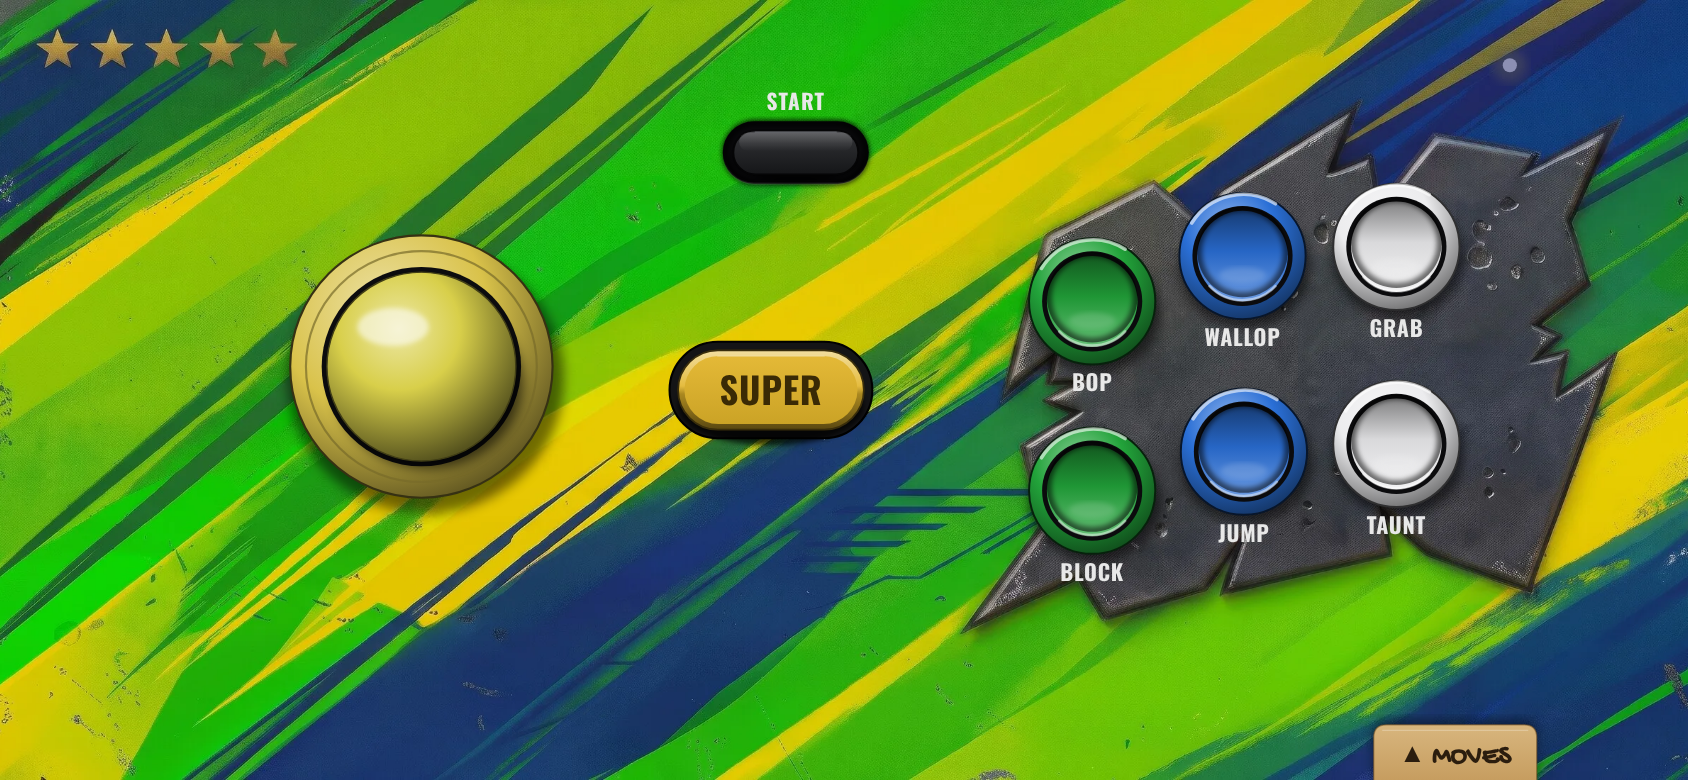 START
SUPER
BOP
WALLOP
GRAB
BLOCK
JUMP
TAUNT
▲ MOVES